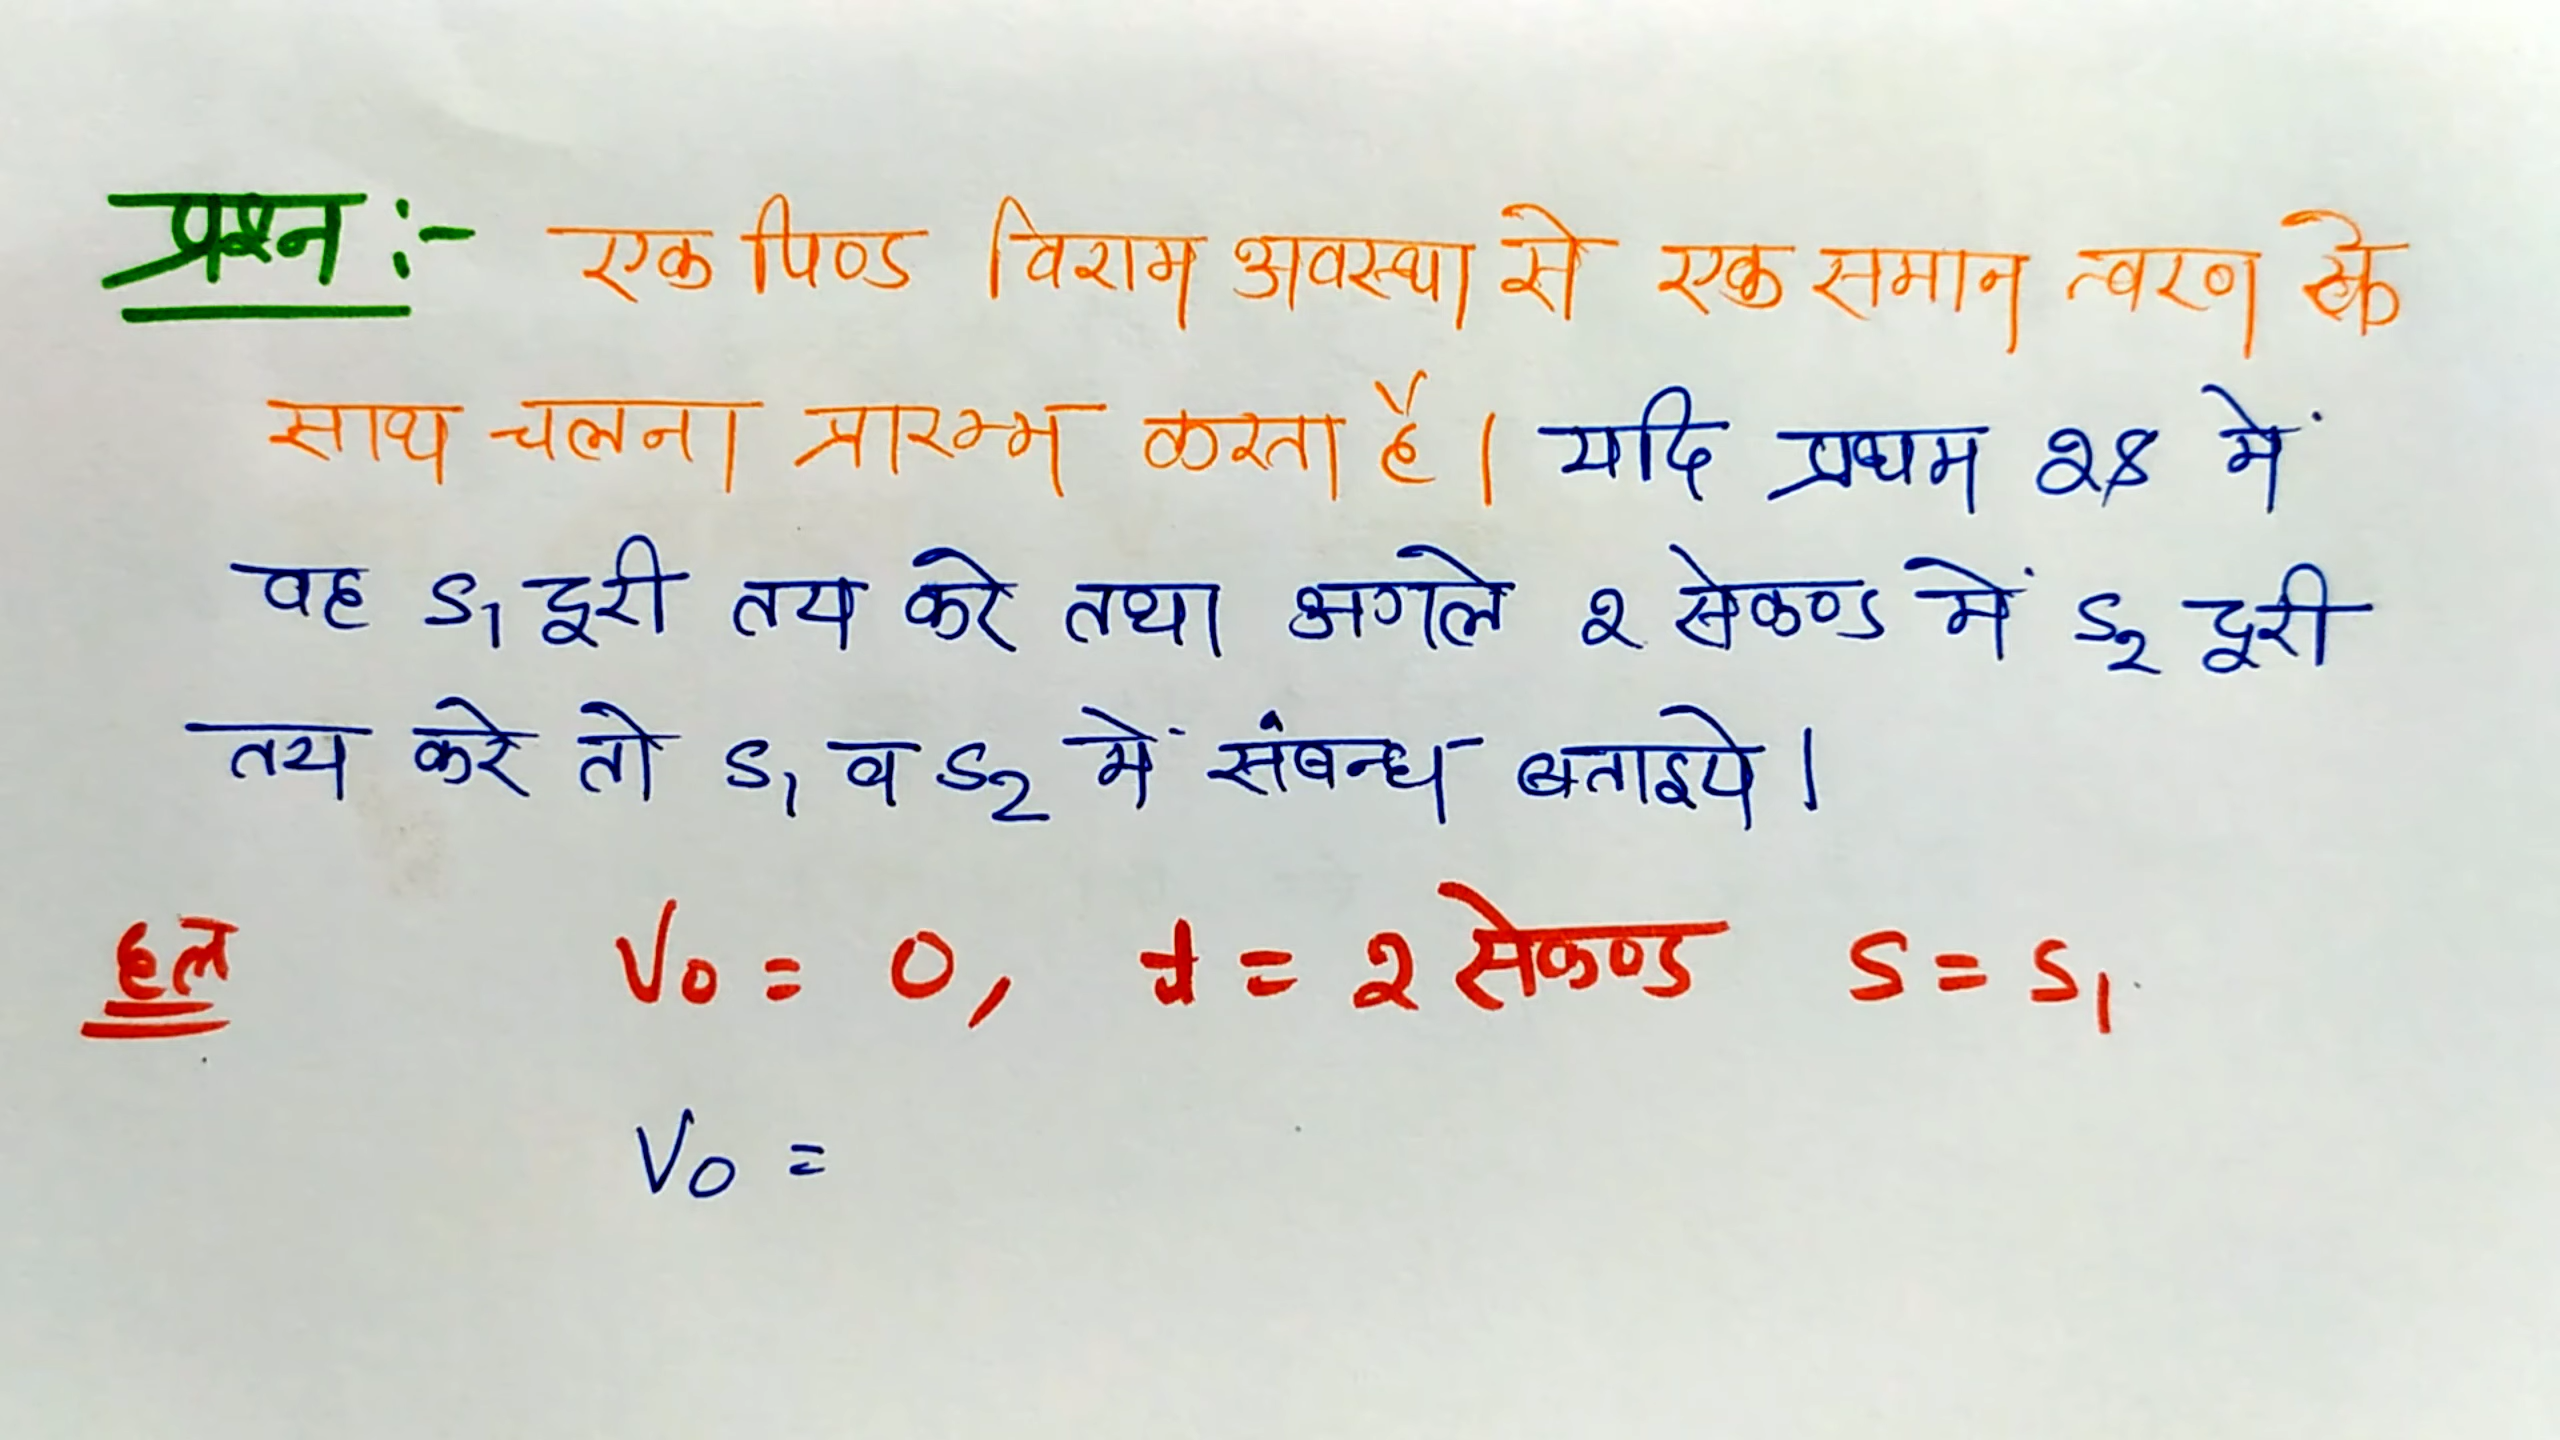 प्रश्न :- एक पिण्ड विराम अवस्था से एक समान त्वरण के
साथ चलना प्रारम्भ करता है। यदि प्रथम 2s में
वह S₁ दूरी तय करे तथा अगले 2 सेकण्ड में S₂ दूरी
तय करे तो S₁ व S₂ में संबन्ध बताइये।
हल V₀ = 0, t = 2 सेकण्ड S = S₁
V₀ =